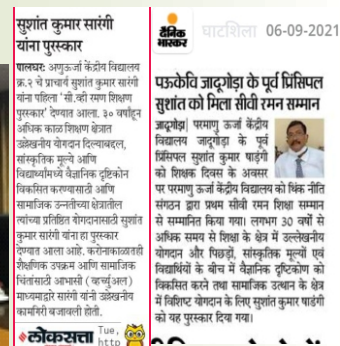 सुशांत कुमार सारंगी
यांना पुरस्कार
पालघर: अणुऊर्जा केंद्रीय विद्यालय
क्र.२ चे प्राचार्य सुशांत कुमार सारंगी
यांना पहिला 'सी.व्ही रमण शिक्षण
पुरस्कार' देण्यात आला. ३० वर्षांहून
अधिक काळ शिक्षण क्षेत्रात
उल्लेखनीय योगदान दिल्याबद्दल,
सांस्कृतिक मूल्ये आणि
विद्यार्थ्यांमध्ये वैज्ञानिक दृष्टिकोन
विकसित करण्यासाठी आणि
सामाजिक उन्नतीच्या क्षेत्रातील
त्यांच्या प्रतिष्ठित योगदानासाठी सुशांत
कुमार सारंगी यांना हा पुरस्कार
देण्यात आला आहे. करोनाकाळातही
शैक्षणिक उपक्रम आणि सामाजिक
चिंतांसाठी आभासी (व्हर्च्युअल)
माध्यमाद्वारे सारंगी यांनी उल्लेखनीय
कामगिरी बजावली होती.
लोकसत्ता
Tue,
http
दैनिक
भास्कर
घाटशिला 06-09-2021
पऊकेवि जादूगोड़ा के पूर्व प्रिंसिपल
सुशांत को मिला सीवी रमन सम्मान
जादूगोड़ा| परमाणु ऊर्जा केंद्रीय
विद्यालय जादूगोड़ा के पूर्व
प्रिंसिपल सुशांत कुमार षाड़ंगी
को शिक्षक दिवस के अवसर
पर परमाणु ऊर्जा केंद्रीय विद्यालय को थिंक नीति
संगठन द्वारा प्रथम सीवी रमन शिक्षा सम्मान
से सम्मानित किया गया। लगभग 30 वर्षों से
अधिक समय से शिक्षा के क्षेत्र में उल्लेखनीय
योगदान और पिछड़ों, सांस्कृतिक मूल्यों एवं
विद्यार्थियों के बीच में वैज्ञानिक दृष्टिकोण को
विकसित करने तथा सामाजिक उत्थान के क्षेत्र
में विशिष्ट योगदान के लिए सुशांत कुमार षाडंगी
को यह पुरस्कार दिया गया।